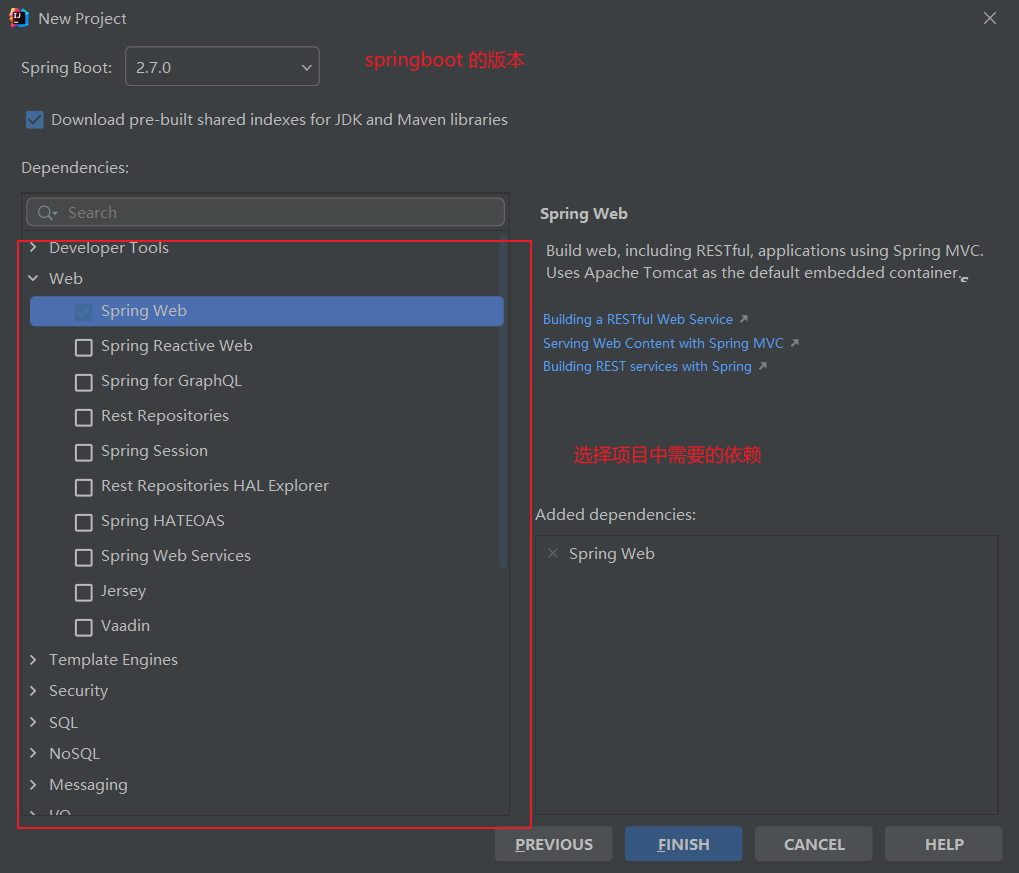 New Project
Spring Boot:
2.7.0
springboot 的版本
Download pre-built shared indexes for JDK and Maven libraries
Dependencies:
Search
Developer Tools
Web
Spring Web
Spring Reactive Web
Spring for GraphQL
Rest Repositories
Spring Session
Rest Repositories HAL Explorer
Spring HATEOAS
Spring Web Services
Jersey
Vaadin
Template Engines
Security
SQL
NoSQL
Messaging
I/O
Spring Web
Build web, including RESTful, applications using Spring MVC.
Uses Apache Tomcat as the default embedded container.
Building a RESTful Web Service
Serving Web Content with Spring MVC
Building REST services with Spring
选择项目中需要的依赖
Added dependencies:
Spring Web
PREVIOUS
FINISH
CANCEL
HELP